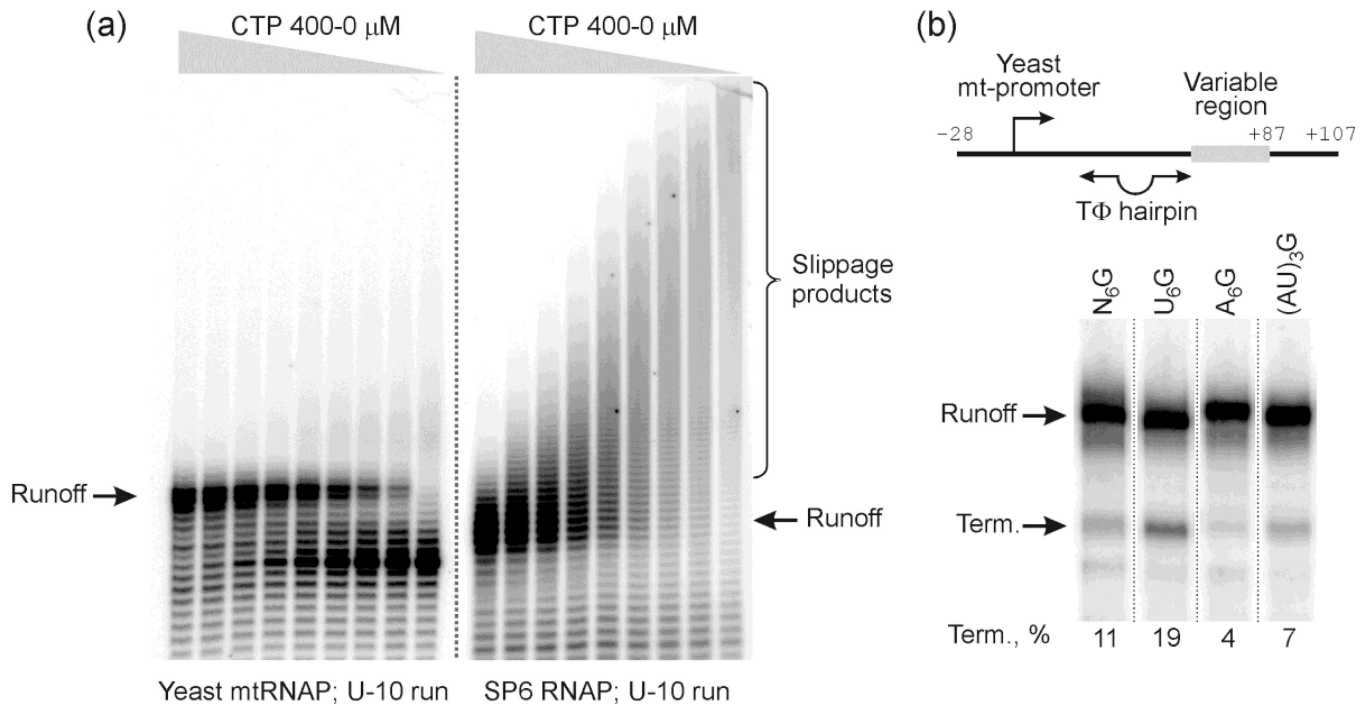 (a)
CTP 400-0 μM
CTP 400-0 μM
Slippage
products
Runoff
Runoff
Yeast mtRNAP; U-10 run
SP6 RNAP; U-10 run
(b)
Yeast
mt-promoter
Variable
region
-28
+87
+107
TΦ hairpin
N₆G
U₆G
A₆G
(AU)₃G
Runoff
Term.
Term., %
11
19
4
7